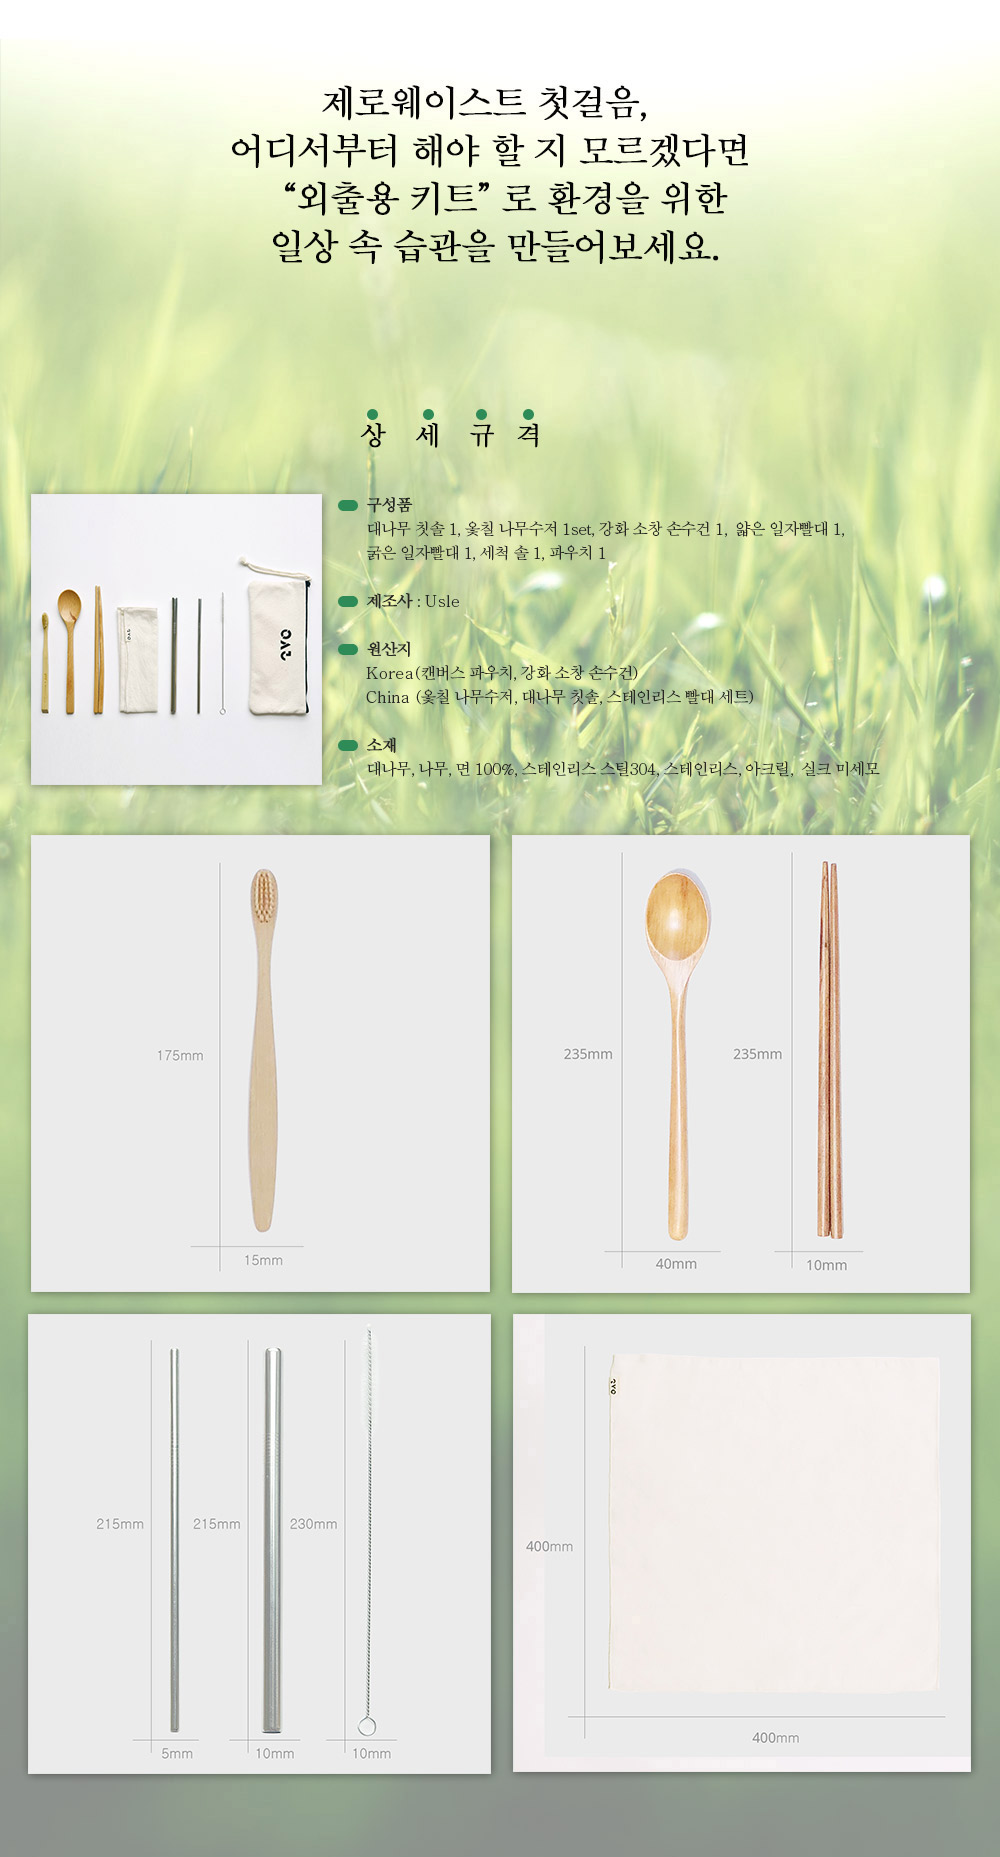 제로웨이스트 첫걸음,
어디서부터 해야 할 지 모르겠다면
“외출용 키트” 로 환경을 위한
일상 속 습관을 만들어보세요.
상 세 규 격
구성품
대나무 칫솔 1, 옻칠 나무수저 1set, 강화 소창 손수건 1, 얇은 일자빨대 1,
굵은 일자빨대 1, 세척 솔 1, 파우치 1
제조사 : Usle
원산지
Korea(캔버스 파우치, 강화 소창 손수건)
China (옻칠 나무수저, 대나무 칫솔, 스테인리스 빨대 세트)
소재
대나무, 나무, 면 100%, 스테인리스 스틸304, 스테인리스, 아크릴, 실크 미세모
175mm
15mm
235mm
40mm
235mm
10mm
215mm
5mm
215mm
10mm
230mm
10mm
400mm
400mm